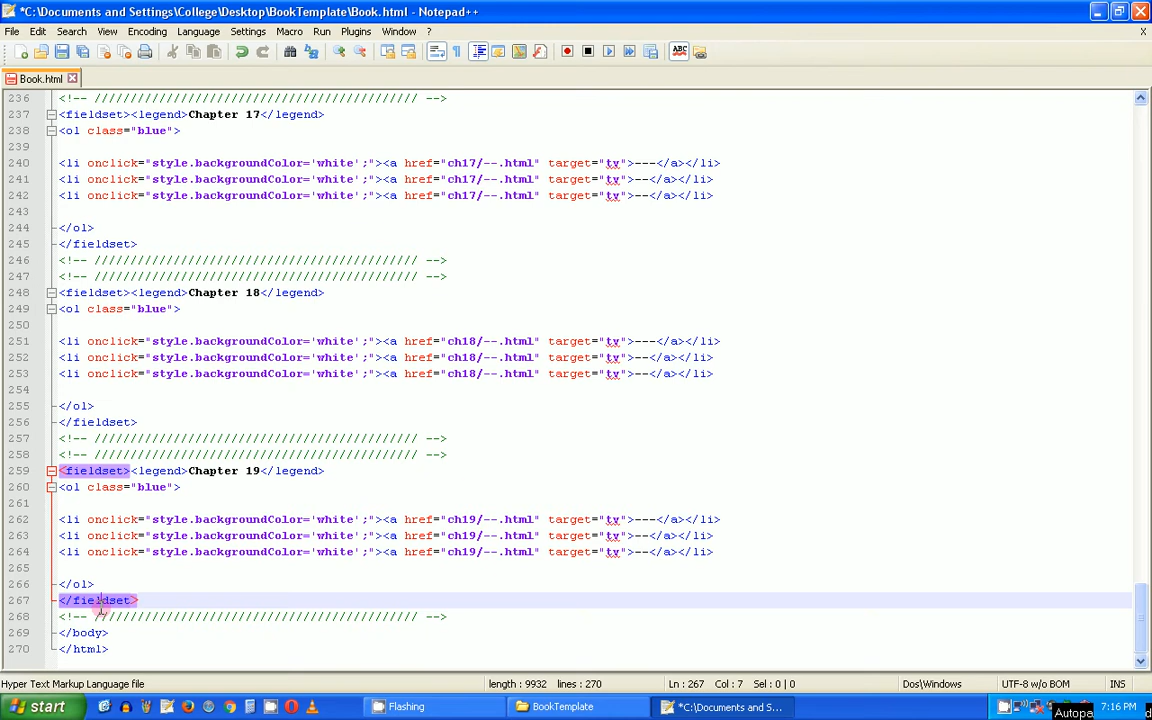 *C:\Documents and Settings\College\Desktop\BookTemplate\Book.html - Notepad++
File Edit Search View Encoding Language Settings Macro Run Plugins Window ? X
Book.html
236 <!-- ///////////////////////////////////////////// -->
237 <fieldset><legend>Chapter 17</legend>
238 <ol class="blue">
239
240 <li onclick="style.backgroundColor='white';"><a href="ch17/--.html" target="tv">---</a></li>
241 <li onclick="style.backgroundColor='white';"><a href="ch17/--.html" target="tv">--</a></li>
242 <li onclick="style.backgroundColor='white';"><a href="ch17/--.html" target="tv">--</a></li>
243
244 </ol>
245 </fieldset>
246 <!-- ///////////////////////////////////////////// -->
247 <!-- ///////////////////////////////////////////// -->
248 <fieldset><legend>Chapter 18</legend>
249 <ol class="blue">
250
251 <li onclick="style.backgroundColor='white';"><a href="ch18/--.html" target="tv">---</a></li>
252 <li onclick="style.backgroundColor='white';"><a href="ch18/--.html" target="tv">--</a></li>
253 <li onclick="style.backgroundColor='white';"><a href="ch18/--.html" target="tv">--</a></li>
254
255 </ol>
256 </fieldset>
257 <!-- ///////////////////////////////////////////// -->
258 <!-- ///////////////////////////////////////////// -->
259 <fieldset><legend>Chapter 19</legend>
260 <ol class="blue">
261
262 <li onclick="style.backgroundColor='white';"><a href="ch19/--.html" target="tv">---</a></li>
263 <li onclick="style.backgroundColor='white';"><a href="ch19/--.html" target="tv">--</a></li>
264 <li onclick="style.backgroundColor='white';"><a href="ch19/--.html" target="tv">--</a></li>
265
266 </ol>
267 </fieldset>
268 <!-- ///////////////////////////////////////////// -->
269 </body>
270 </html>
Hyper Text Markup Language file length : 9932 lines : 270 Ln : 267 Col : 7 Sel : 0 | 0 Dos\Windows UTF-8 w/o BOM INS
start Flashing BookTemplate *C:\Documents and S... 7:16 PM
Autopa